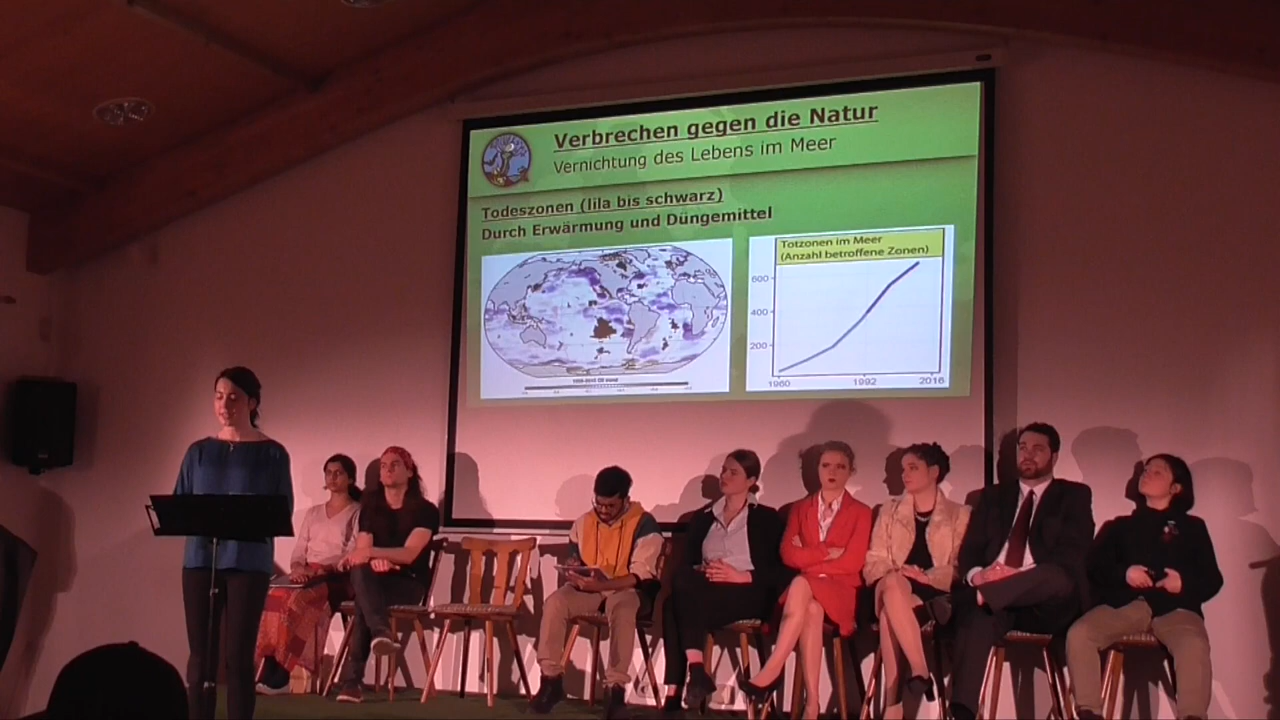 Verbrechen gegen die Natur
Vernichtung des Lebens im Meer
Todeszonen (lila bis schwarz)
Durch Erwärmung und Düngemittel
Totzonen im Meer
(Anzahl betroffene Zonen)
600
400
200
1960
1992
2016